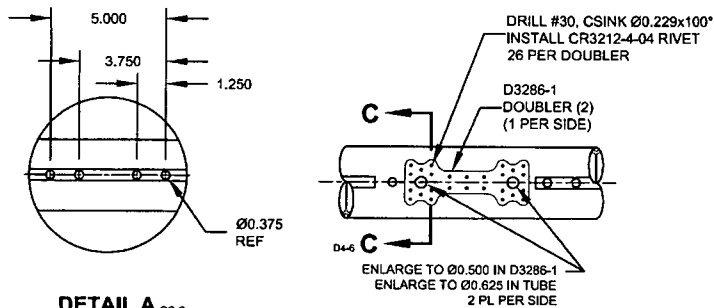 5.000
3.750
1.250
Ø0.375
REF
DETAIL A
DRILL #30, CSINK Ø0.229x100°
INSTALL CR3212-4-04 RIVET
26 PER DOUBLER
D3286-1
DOUBLER (2)
(1 PER SIDE)
C
D4-6 C
ENLARGE TO Ø0.500 IN D3286-1
ENLARGE TO Ø0.625 IN TUBE
2 PL PER SIDE